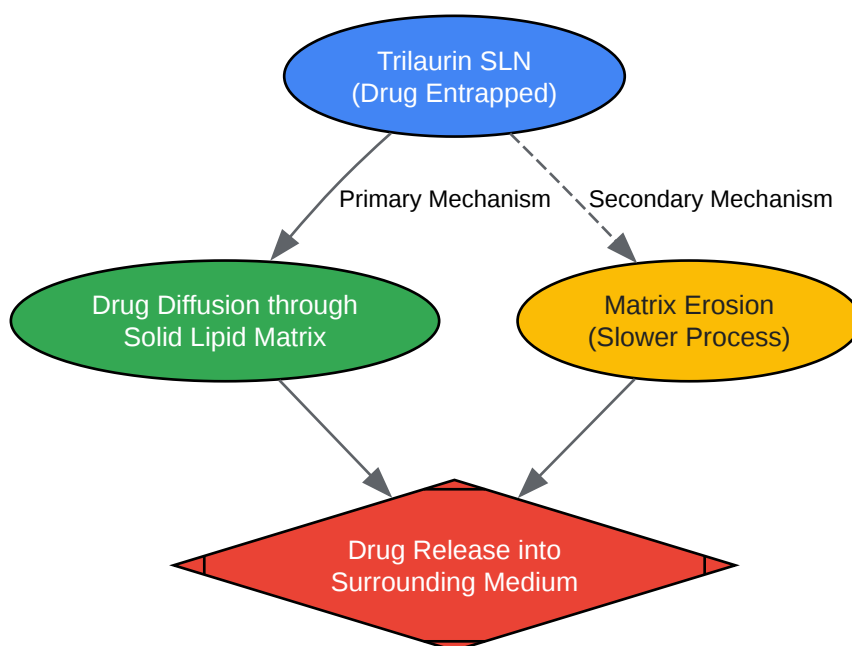 Trilaurin SLN
(Drug Entrapped)
Primary Mechanism
Secondary Mechanism
Drug Diffusion through
Solid Lipid Matrix
Matrix Erosion
(Slower Process)
Drug Release into
Surrounding Medium